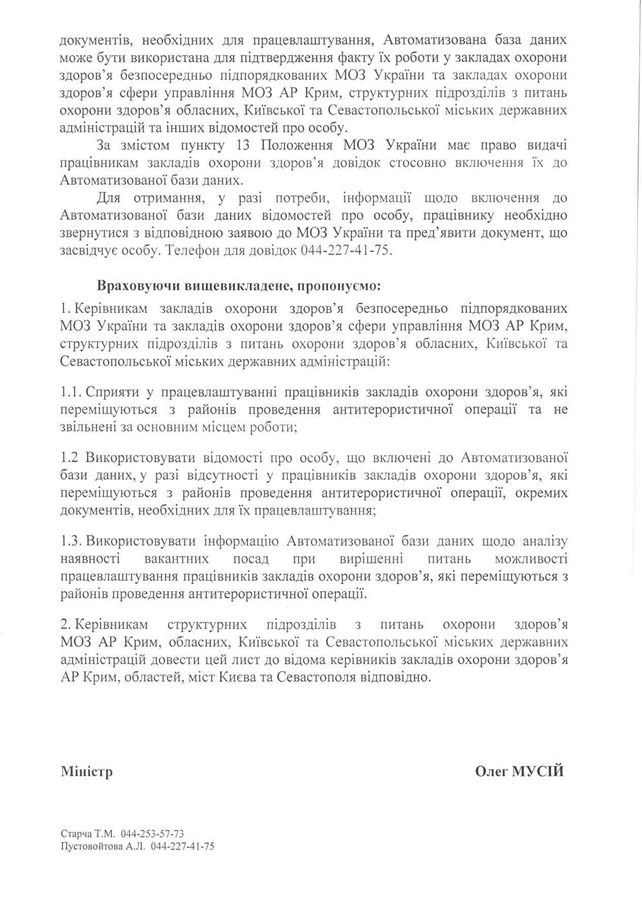 документів, необхідних для працевлаштування, Автоматизована база даних
може бути використана для підтвердження факту їх роботи у закладах охорони
здоров’я безпосередньо підпорядкованих МОЗ України та закладах охорони
здоров’я сфери управління МОЗ АР Крим, структурних підрозділів з питань
охорони здоров’я обласних, Київської та Севастопольської міських державних
адміністрацій та інших відомостей про особу.
За змістом пункту 13 Положення МОЗ України має право видачі
працівникам закладів охорони здоров’я довідок стосовно включення їх до
Автоматизованої бази даних.
Для отримання, у разі потреби, інформації щодо включення до
Автоматизованої бази даних відомостей про особу, працівнику необхідно
звернутися з відповідною заявою до МОЗ України та пред’явити документ, що
засвідчує особу. Телефон для довідок 044-227-41-75.
Враховуючи вищевикладене, пропонуємо:
1. Керівникам закладів охорони здоров’я безпосередньо підпорядкованих
МОЗ України та закладів охорони здоров’я сфери управління МОЗ АР Крим,
структурних підрозділів з питань охорони здоров’я обласних, Київської та
Севастопольської міських державних адміністрацій:
1.1. Сприяти у працевлаштуванні працівників закладів охорони здоров’я, які
переміщуються з районів проведення антитерористичної операції та не
звільнені за основним місцем роботи;
1.2 Використовувати відомості про особу, що включені до Автоматизованої
бази даних, у разі відсутності у працівників закладів охорони здоров’я, які
переміщуються з районів проведення антитерористичної операції, окремих
документів, необхідних для їх працевлаштування;
1.3. Використовувати інформацію Автоматизованої бази даних щодо аналізу
наявності вакантних посад при вирішенні питань можливості
працевлаштування працівників закладів охорони здоров’я, які переміщуються з
районів проведення антитерористичної операції.
2. Керівникам структурних підрозділів з питань охорони здоров’я
МОЗ АР Крим, обласних, Київської та Севастопольської міських державних
адміністрацій довести цей лист до відома керівників закладів охорони здоров’я
АР Крим, областей, міст Києва та Севастополя відповідно.
Міністр Олег МУСІЙ
Старча Т.М. 044-253-57-73
Пустовойтова А.Л. 044-227-41-75